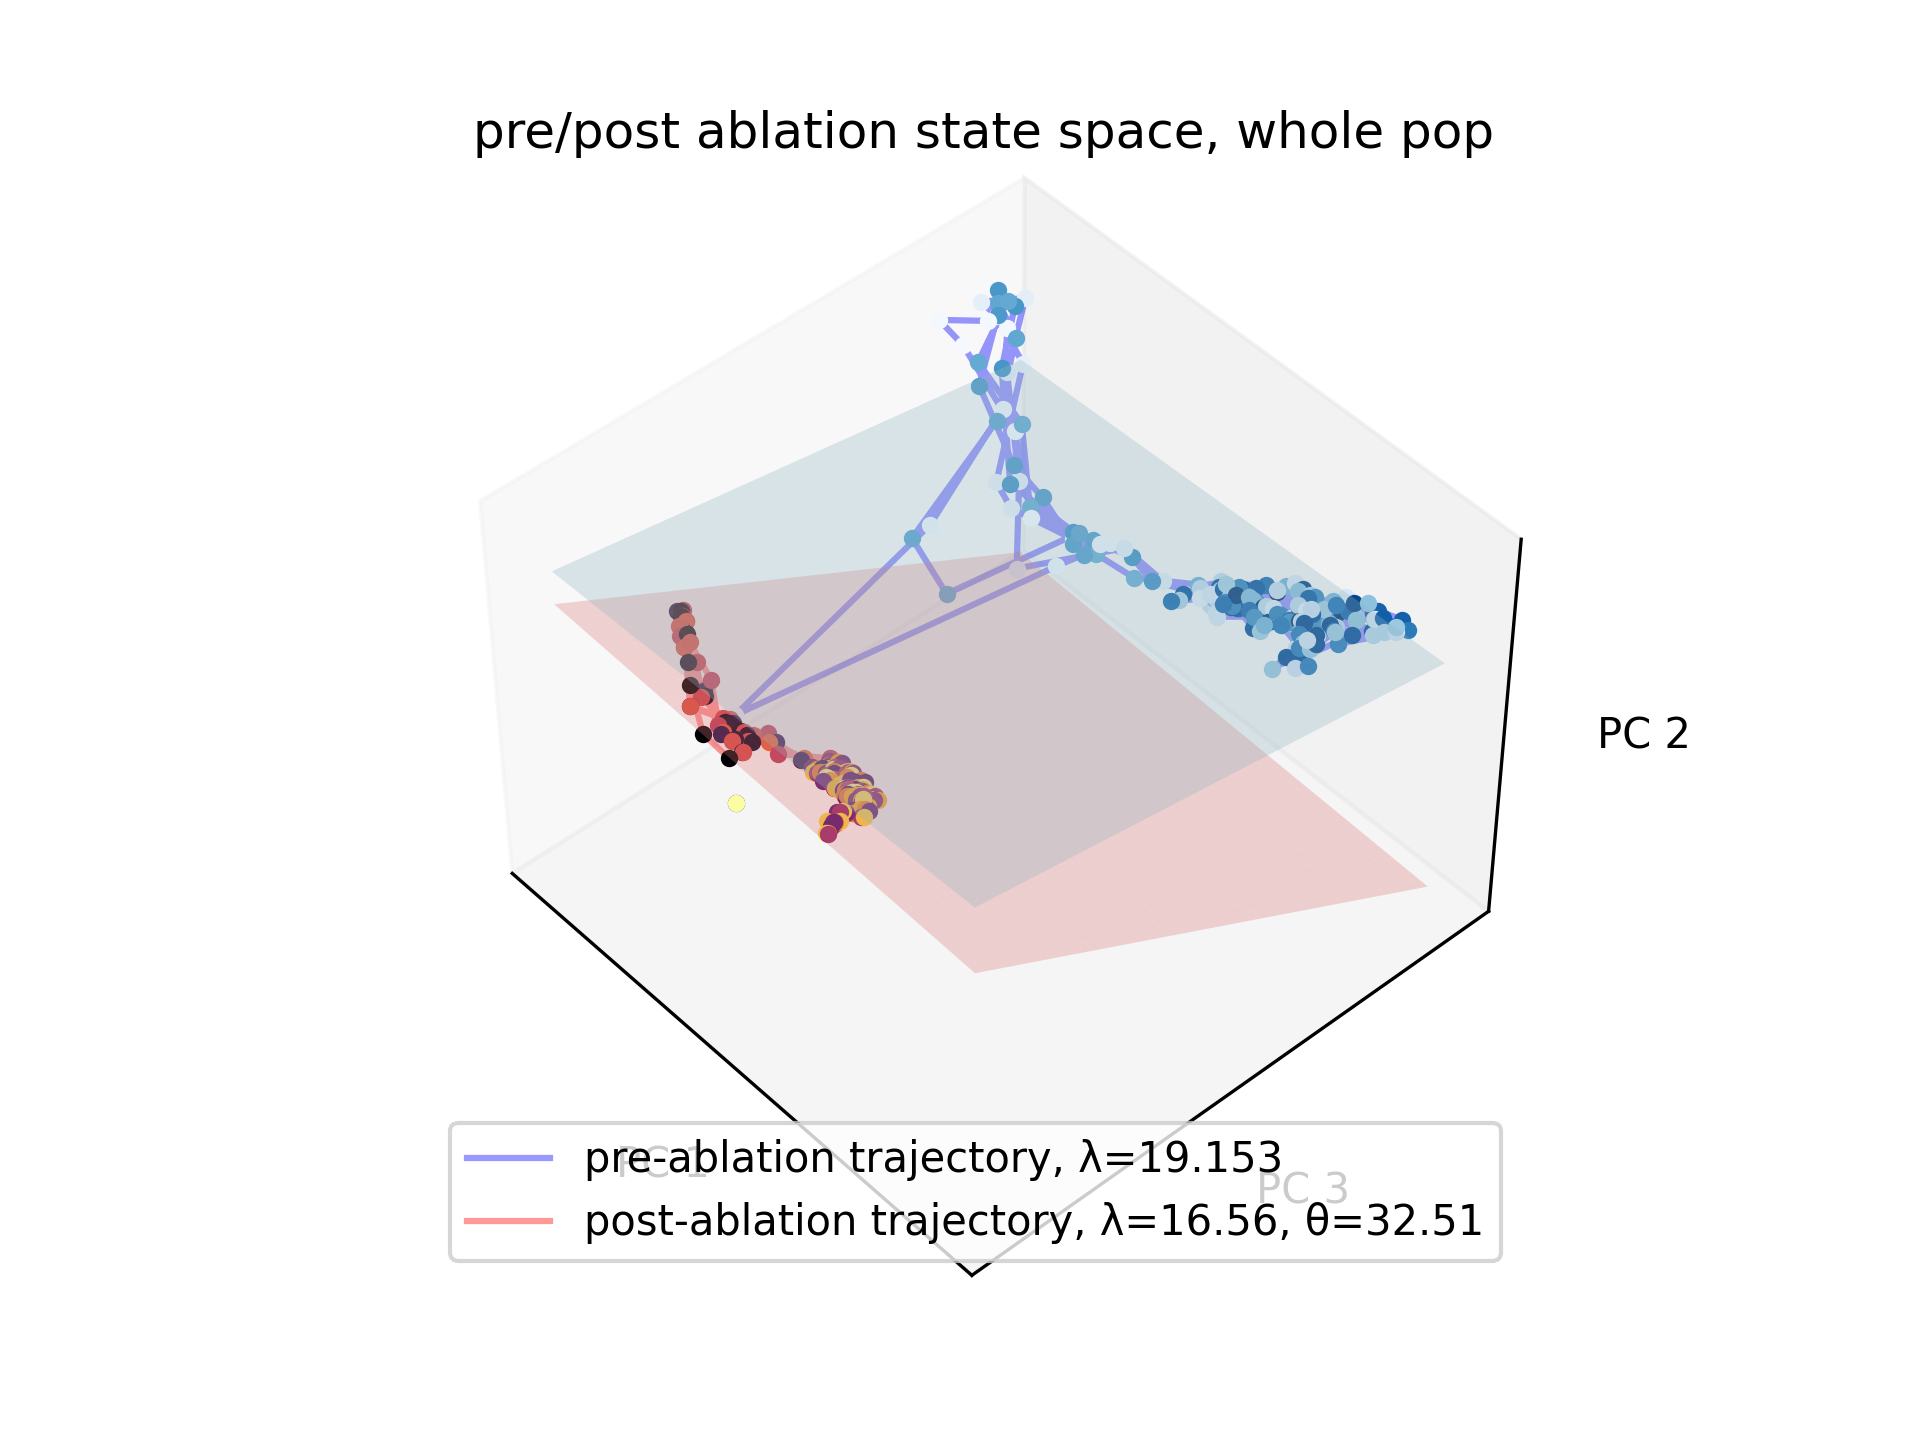 pre/post ablation state space, whole pop
PC 2
PC 1
pre-ablation trajectory, λ=19.153
PC 3
post-ablation trajectory, λ=16.56, θ=32.51